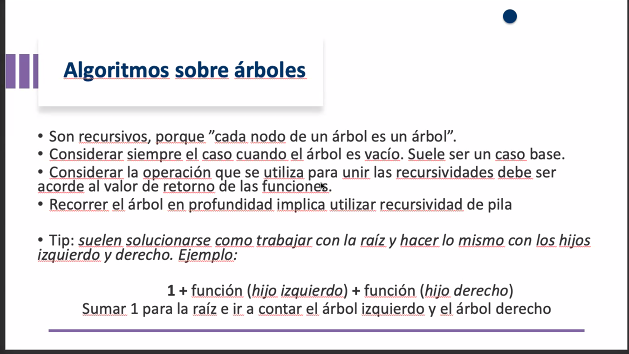 Algoritmos sobre árboles
• Son recursivos, porque ”cada nodo de un árbol es un árbol”.
• Considerar siempre el caso cuando el árbol es vacío. Suele ser un caso base.
• Considerar la operación que se utiliza para unir las recursividades debe ser
acorde al valor de retorno de las funciones.
• Recorrer el árbol en profundidad implica utilizar recursividad de pila
• Tip: suelen solucionarse como trabajar con la raíz y hacer lo mismo con los hijos
izquierdo y derecho. Ejemplo:
1 + función (hijo izquierdo) + función (hijo derecho)
Sumar 1 para la raíz e ir a contar el árbol izquierdo y el árbol derecho